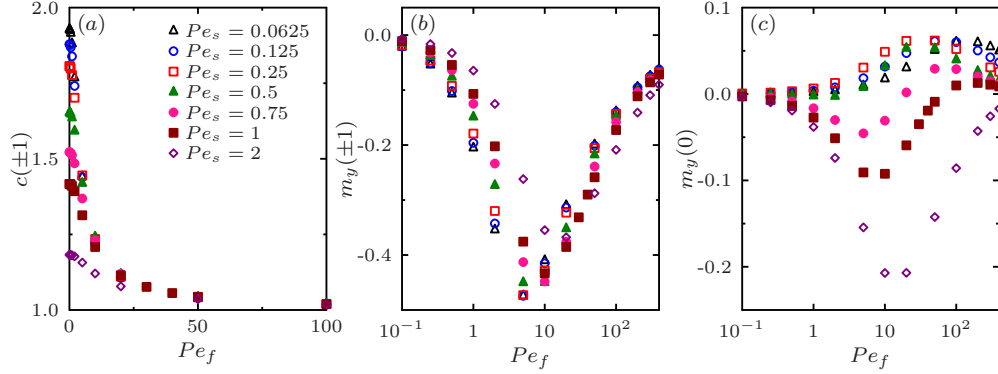 (a)
c(±1)
2.0
1.5
1.0
0
50
100
Pe_f
Pe_s = 0.0625
Pe_s = 0.125
Pe_s = 0.25
Pe_s = 0.5
Pe_s = 0.75
Pe_s = 1
Pe_s = 2
(b)
m_y(±1)
0.0
-0.2
-0.4
10^{-1}
1
10
10^2
Pe_f
(c)
m_y(0)
0.1
0.0
-0.1
-0.2
10^{-1}
1
10
10^2
Pe_f